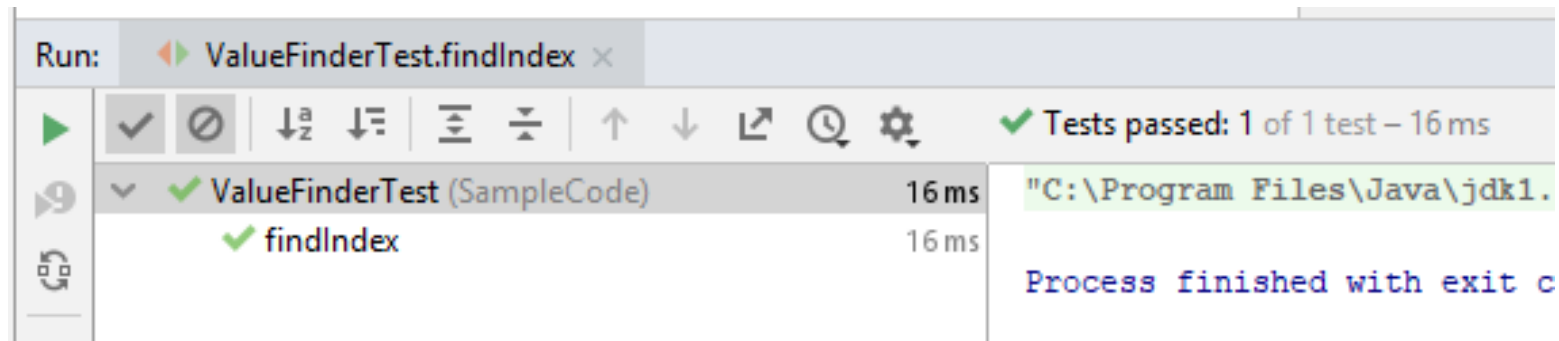 Run: ValueFinderTest.findIndex
Tests passed: 1 of 1 test – 16 ms
ValueFinderTest (SampleCode) 16 ms
"C:\Program Files\Java\jdk1.
findIndex 16 ms
Process finished with exit c